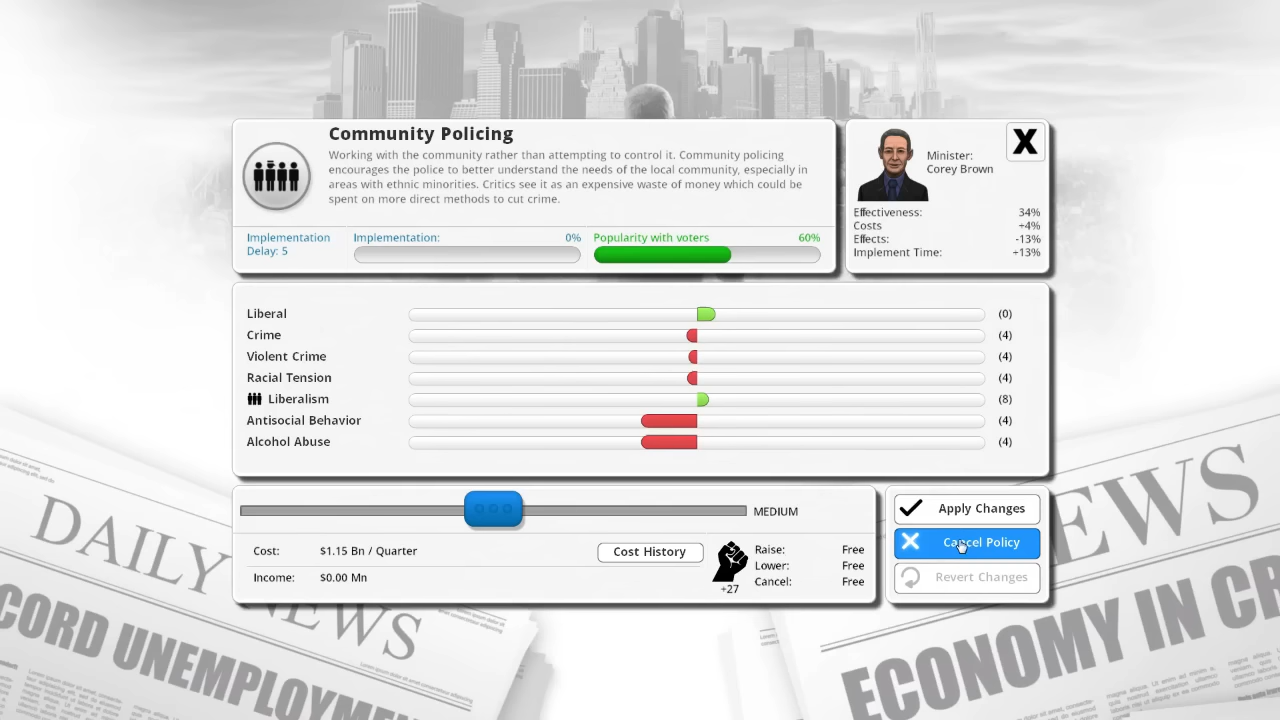 Community Policing
Working with the community rather than attempting to control it. Community policing
encourages the police to better understand the needs of the local community, especially in
areas with ethnic minorities. Critics see it as an expensive waste of money which could be
spent on more direct methods to cut crime.
Implementation
Delay: 5
Implementation: 0%
Popularity with voters 60%
X
Minister:
Corey Brown
Effectiveness: 34%
Costs +4%
Effects: -13%
Implement Time: +13%
Liberal (0)
Crime (4)
Violent Crime (4)
Racial Tension (4)
Liberalism (8)
Antisocial Behavior (4)
Alcohol Abuse (4)
MEDIUM
Cost: $1.15 Bn / Quarter
Income: $0.00 Mn
Cost History
+27
Raise: Free
Lower: Free
Cancel: Free
Apply Changes
Cancel Policy
Revert Changes
DAILY NEWS
CORD UNEMPLOYME
EWS
ECONOMY IN CR